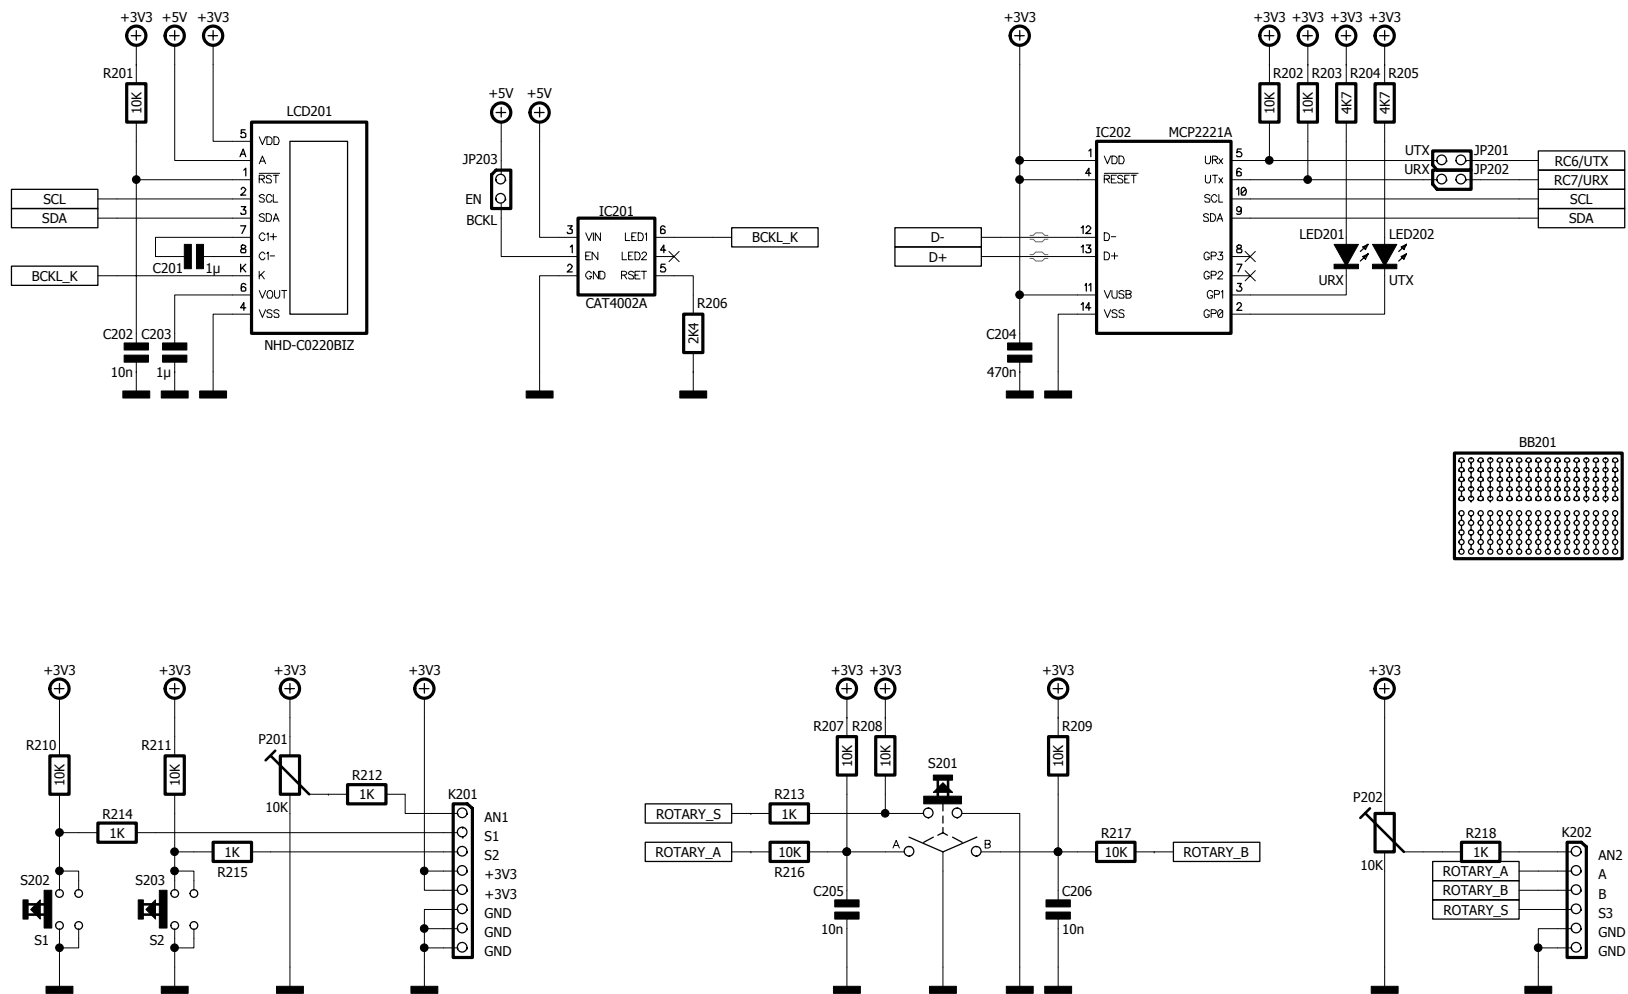 +3V3 +5V +3V3
R201
10K
LCD201
5 VDD
A A
1 RST
2 SCL
3 SDA
7 C1+
8 C1-
K K
6 VOUT
4 VSS
NHD-C0220BIZ
SCL
SDA
BCKL_K
C201 1µ
C202 C203
10n 1µ
+5V +5V
JP203
EN
BCKL
IC201
3 VIN LED1 6
1 EN LED2 4
2 GND RSET 5
CAT4002A
BCKL_K
R206
2K4
+3V3
+3V3 +3V3 +3V3 +3V3
R202 R203 R204 R205
10K 10K 4K7 4K7
IC202 MCP2221A
1 VDD URx 5
4 RESET UTx 6
SCL 10
SDA 9
12 D-
13 D+ GP3 8
GP2 7
11 VUSB GP1 3
14 VSS GP0 2
D-
D+
UTX JP201
URX JP202
RC6/UTX
RC7/URX
SCL
SDA
LED201 LED202
URX UTX
C204
470n
BB201
+3V3 +3V3 +3V3 +3V3
R210 R211 P201
10K 10K 10K
R212
1K
R214
1K
1K
R215
K201
AN1
S1
S2
+3V3
+3V3
GND
GND
GND
S202 S203
S1 S2
+3V3 +3V3 +3V3
R207 R208 R209
10K 10K 10K
S201
ROTARY_S R213
1K
ROTARY_A 10K A B
R216
R217
10K ROTARY_B
C205 C206
10n 10n
+3V3
P202
10K
R218
1K
K202
AN2
ROTARY_A A
ROTARY_B B
ROTARY_S S3
GND
GND